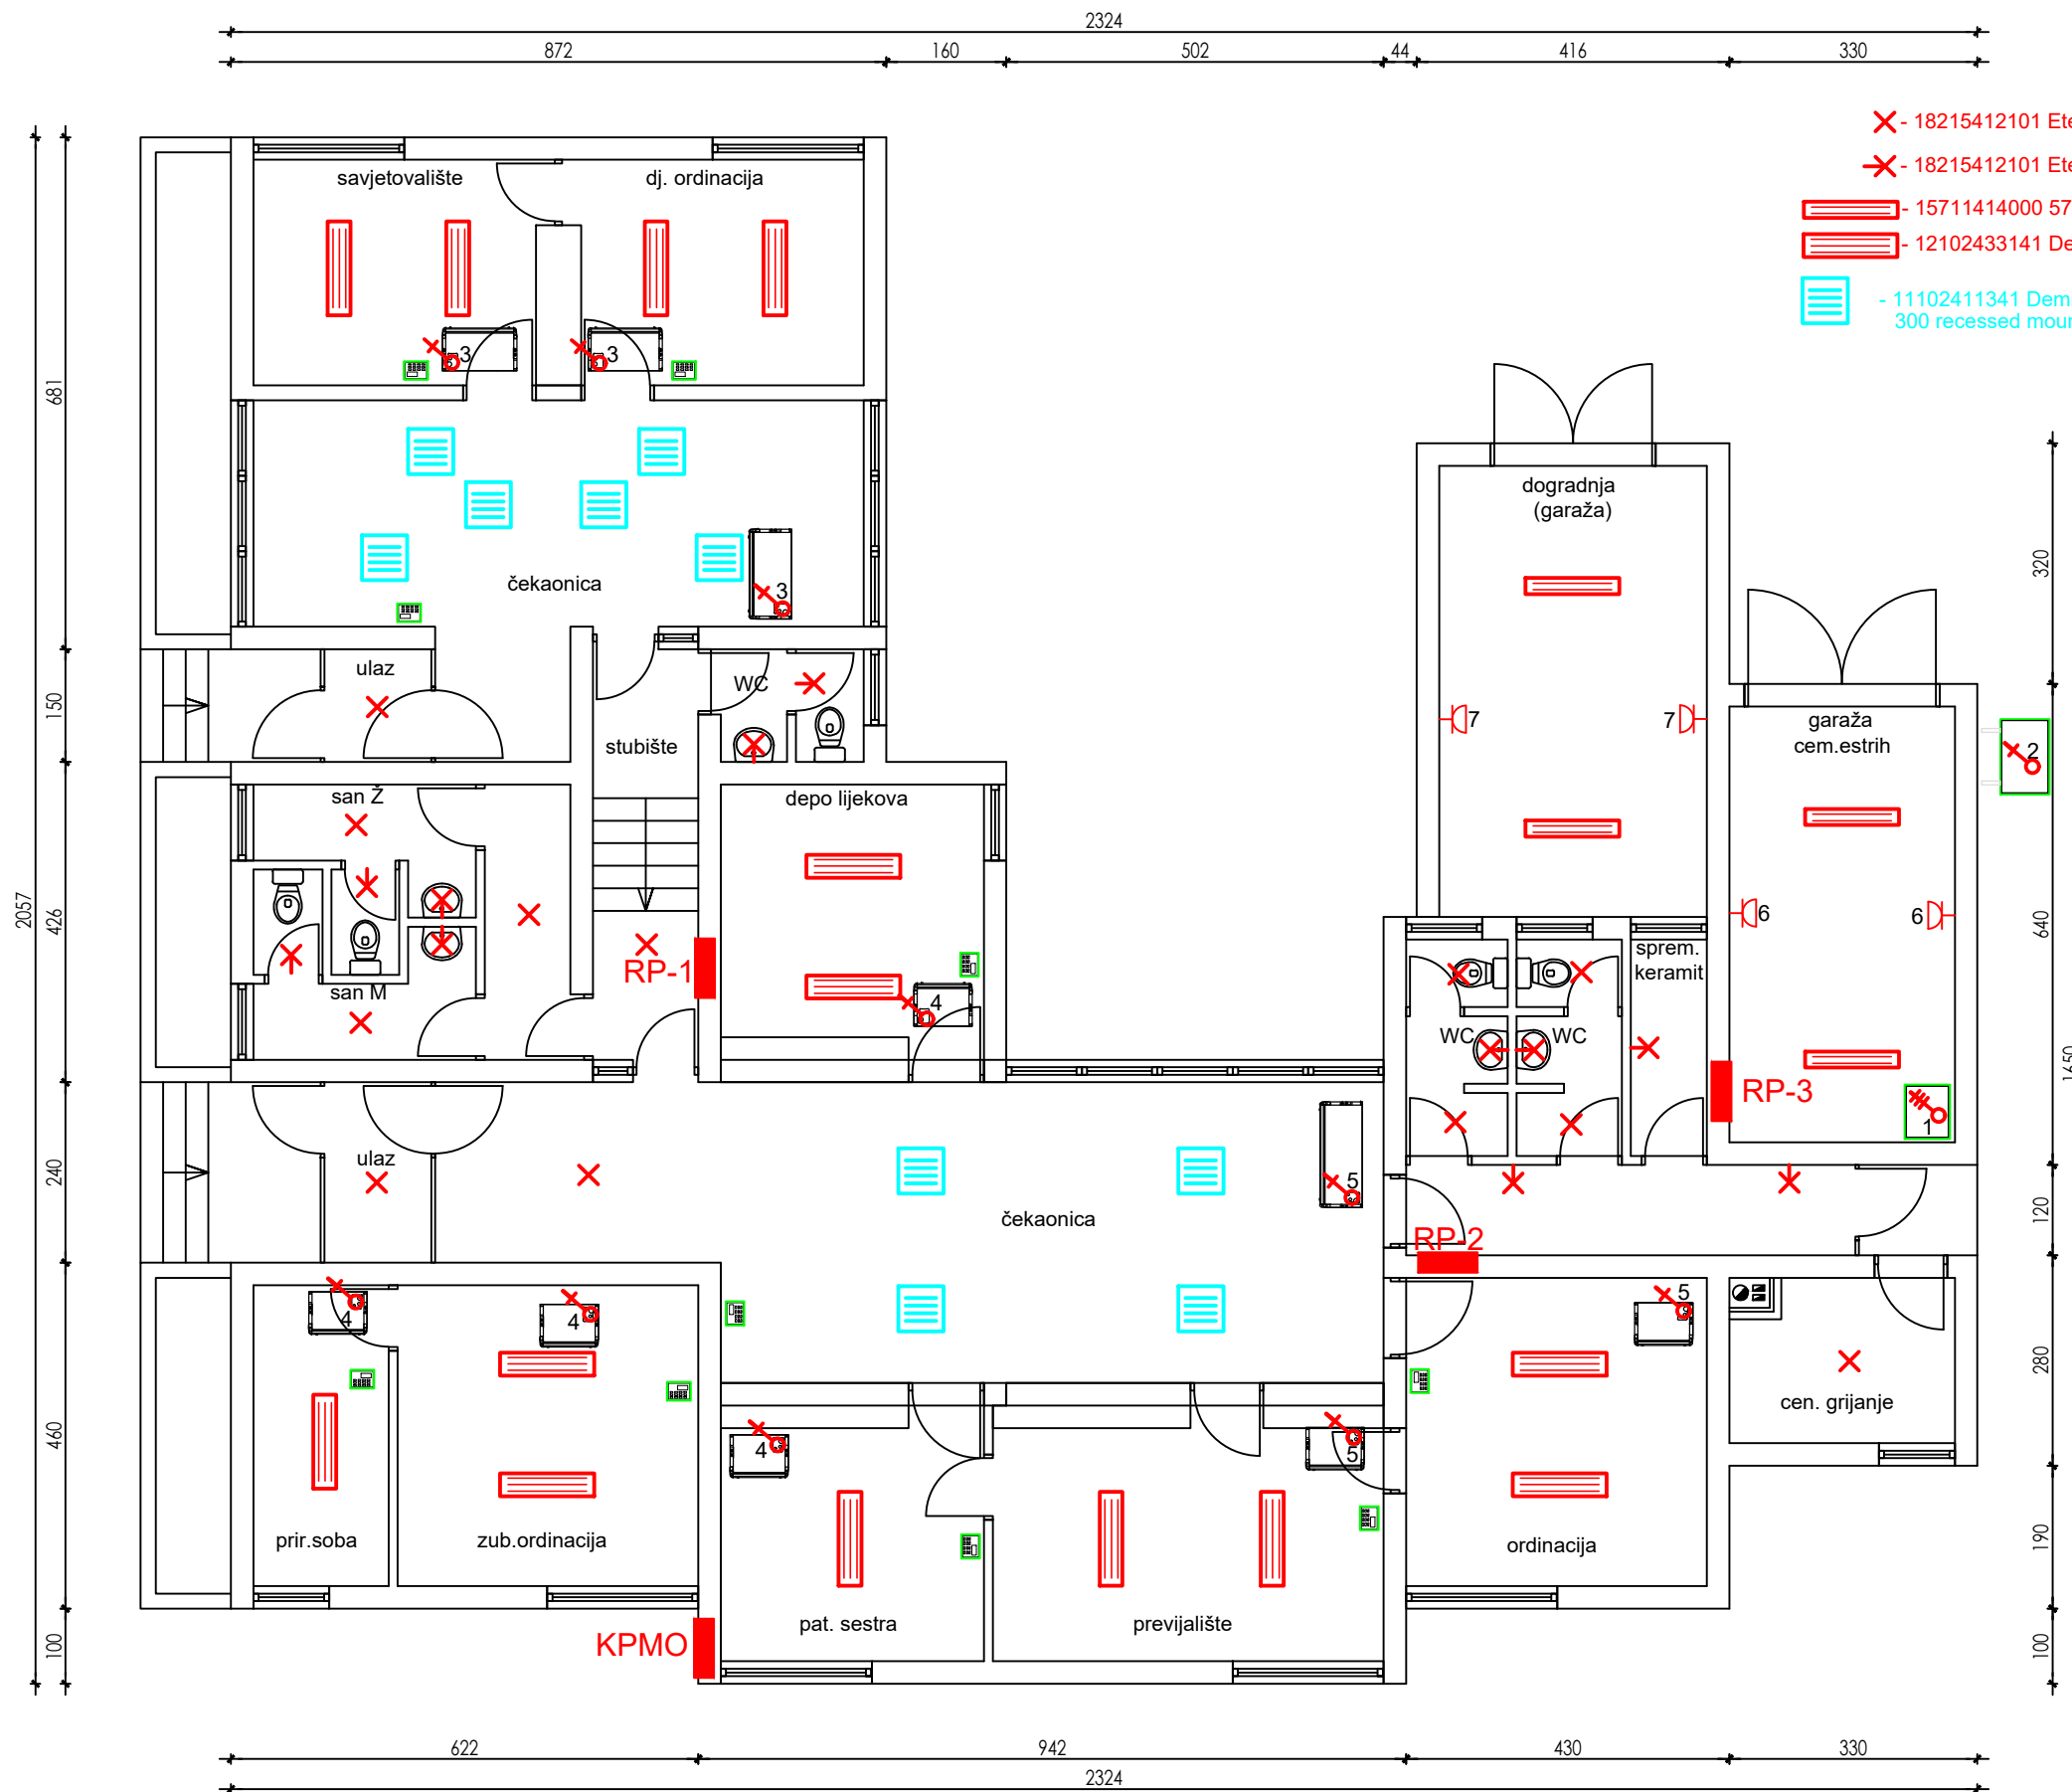 2324
872
160
502
44
416
330
- 18215412101 Ete
- 18215412101 Ete
- 15711414000 57
- 12102433141 De
- 11102411341 Dem
300 recessed mour
savjetovalište
dj. ordinacija
3
3
681
dogradnja
(garaža)
320
čekaonica
3
ulaz
WC
150
stubište
7
7
garaža
cem.estrih
2
san Ž
depo lijekova
2057
426
6
6
640
RP-1
sprem.
keramit
san M
4
WC
WC
1650
RP-3
1
240
ulaz
5
čekaonica
120
RP-2
4
4
5
280
cen. grijanje
460
4
5
prir.soba
zub.ordinacija
ordinacija
190
pat. sestra
previjalište
KPMO
100
100
622
942
430
330
2324